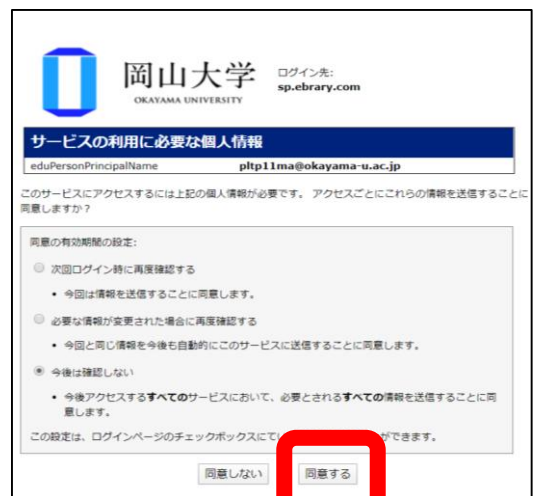 岡山大学
OKAYAMA UNIVERSITY
ログイン先:
sp.ebrary.com
サービスの利用に必要な個人情報
eduPersonPrincipalName pltp11ma@okayama-u.ac.jp
このサービスにアクセスするには上記の個人情報が必要です。 アクセスごとにこれらの情報を送信することに
同意しますか？
同意の有効期間の設定:
次回ログイン時に再度確認する
• 今回は情報を送信することに同意します。
必要な情報が変更された場合に再度確認する
• 今回と同じ情報を今後も自動的にこのサービスに送信することに同意します。
今後は確認しない
• 今後アクセスするすべてのサービスにおいて、必要とされるすべての情報を送信することに同
意します。
この設定は、ログインページのチェックボックスにて ができます。
同意しない 同意する